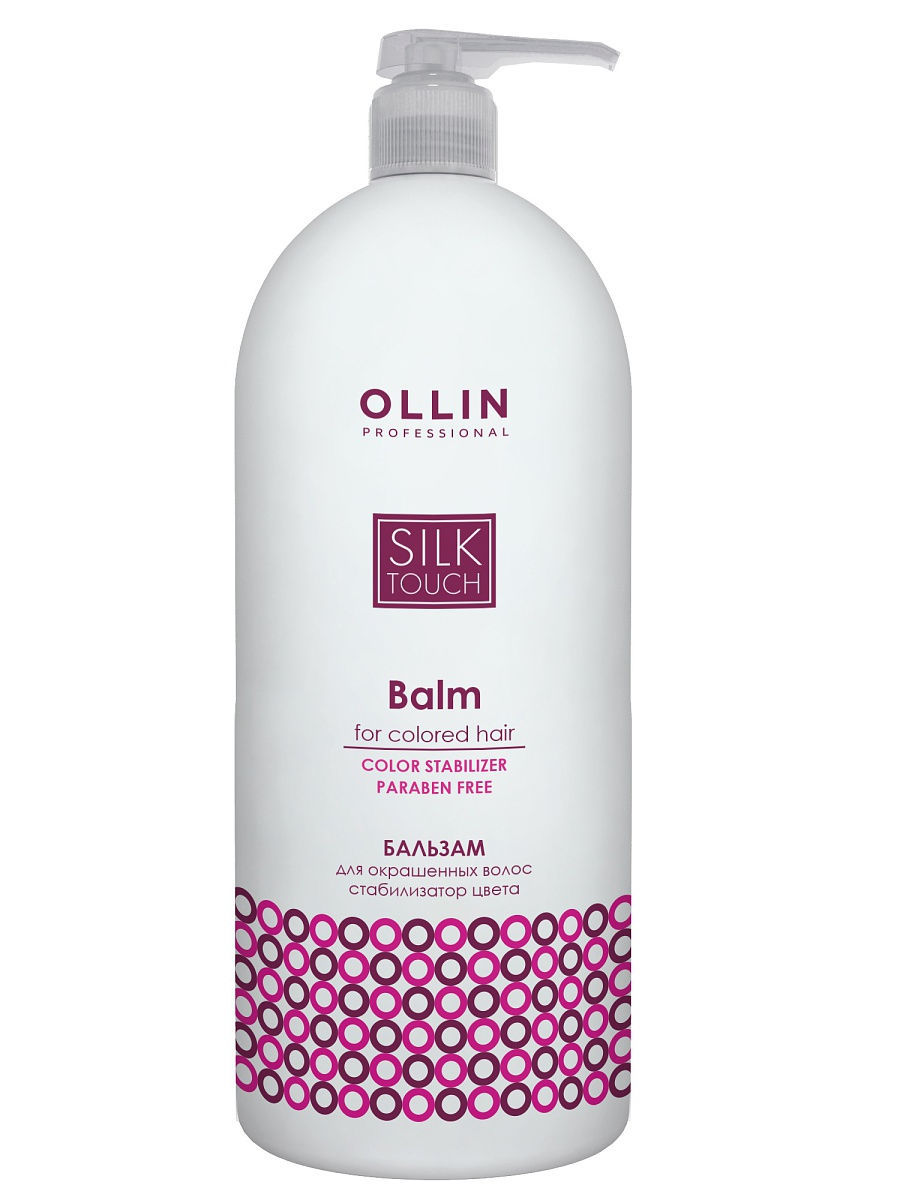 OLLIN
PROFESSIONAL
SILK
TOUCH
Balm
for colored hair
COLOR STABILIZER
PARABEN FREE
БАЛЬЗАМ
для окрашенных волос
стабилизатор цвета